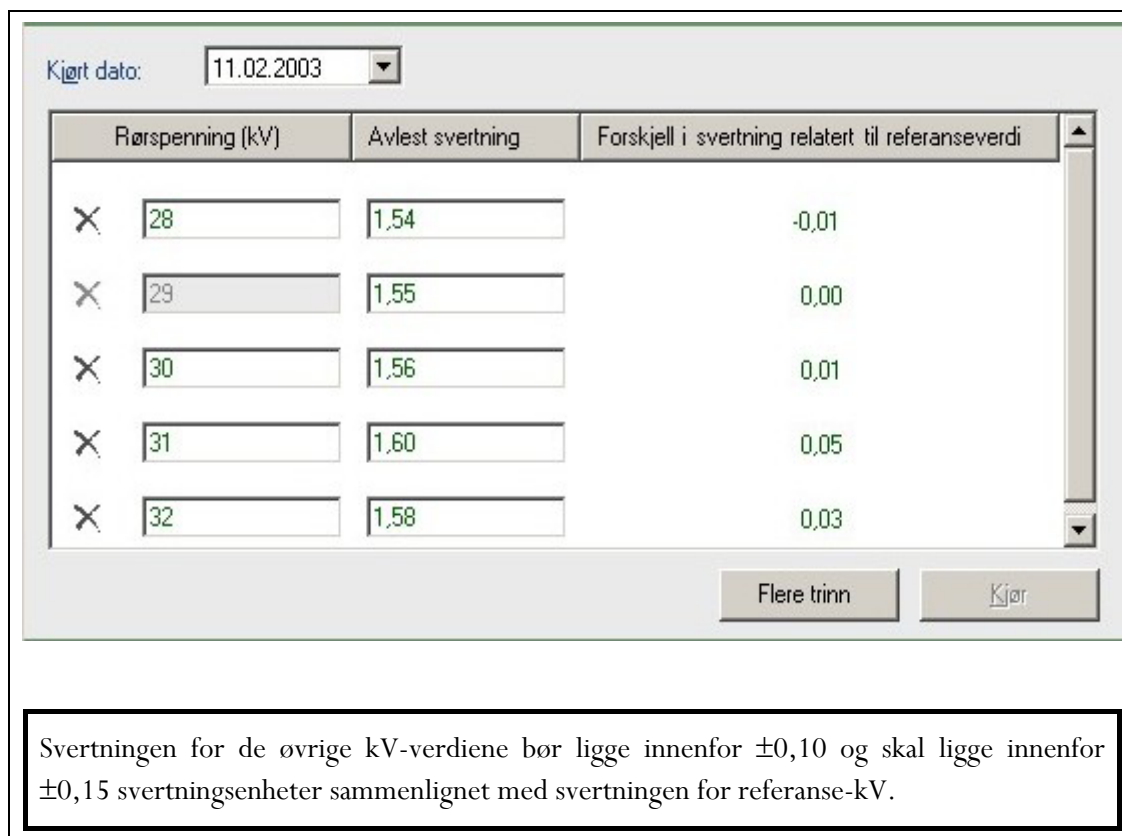 Kjørt dato: 11.02.2003
Rørspenning (kV) Avlest svertning Forskjell i svertning relatert til referanseverdi
28 1,54 -0,01
29 1,55 0,00
30 1,56 0,01
31 1,60 0,05
32 1,58 0,03
Flere trinn Kjør
Svertningen for de øvrige kV-verdiene bør ligge innenfor ±0,10 og skal ligge innenfor
±0,15 svertningsenheter sammenlignet med svertningen for referanse-kV.